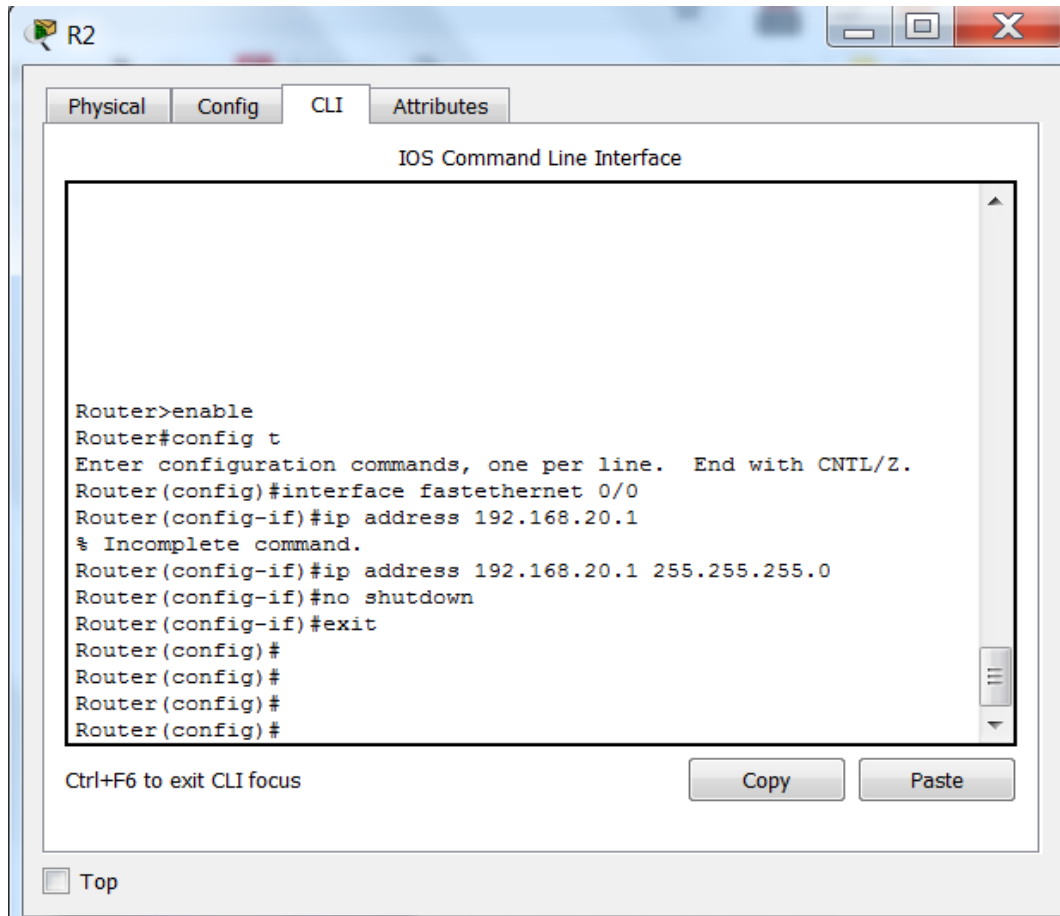 R2
Physical Config CLI Attributes
IOS Command Line Interface
Router>enable
Router#config t
Enter configuration commands, one per line.  End with CNTL/Z.
Router(config)#interface fastethernet 0/0
Router(config-if)#ip address 192.168.20.1
% Incomplete command.
Router(config-if)#ip address 192.168.20.1 255.255.255.0
Router(config-if)#no shutdown
Router(config-if)#exit
Router(config)#
Router(config)#
Router(config)#
Router(config)#
Ctrl+F6 to exit CLI focus Copy Paste
Top